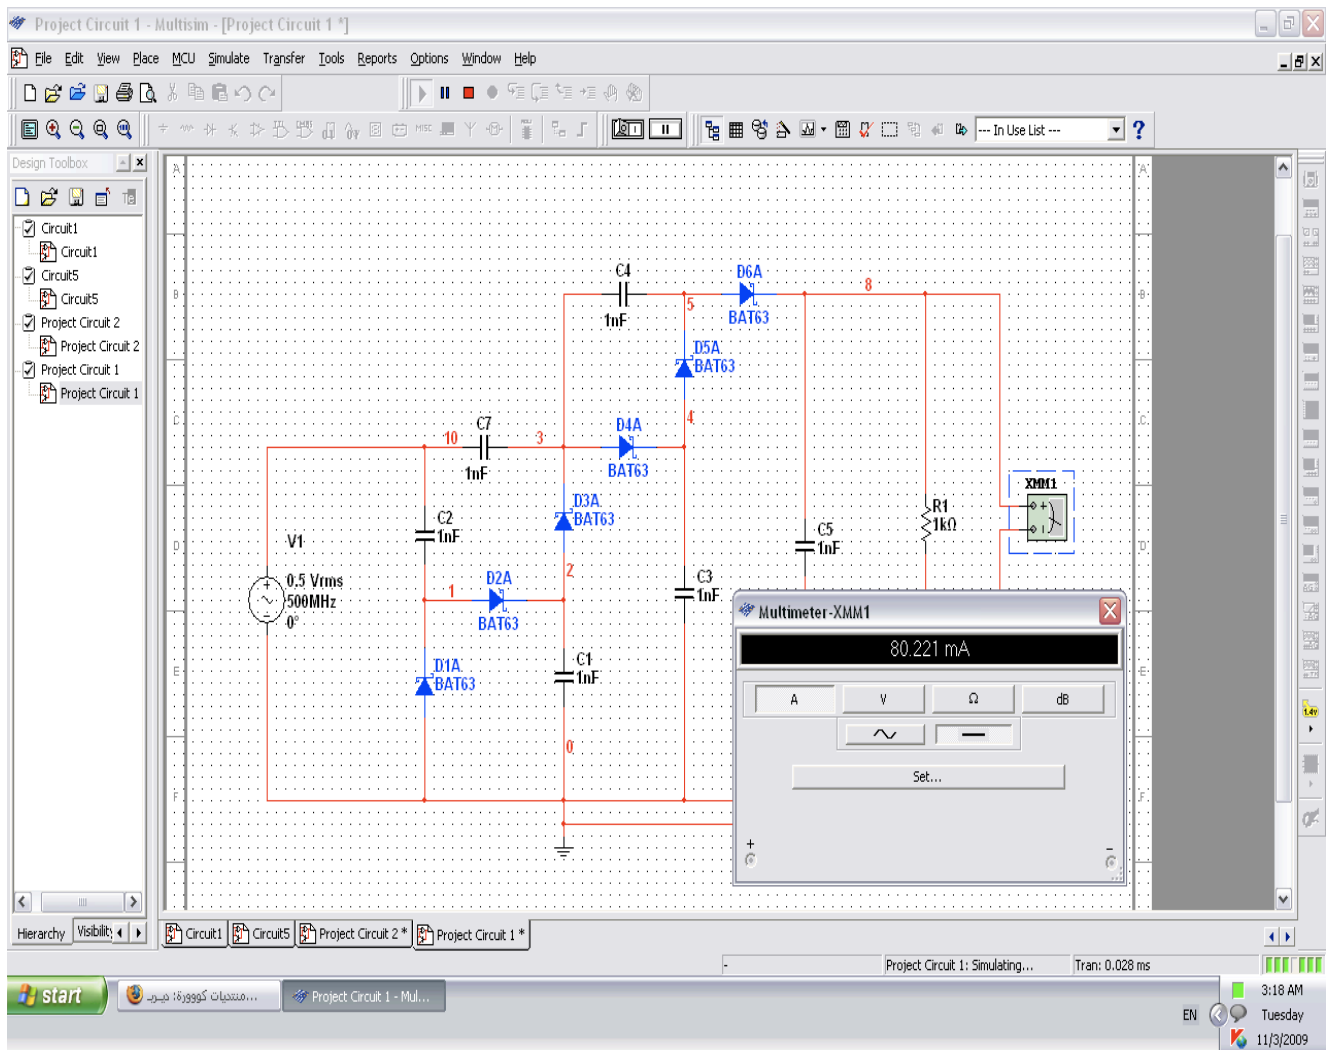 Project Circuit 1 - Multisim - [Project Circuit 1 *]
File Edit View Place MCU Simulate Transfer Tools Reports Options Window Help
MISC
--- In Use List ---
Design Toolbox
Circuit1
Circuit1
Circuit5
Circuit5
Project Circuit 2
Project Circuit 2
Project Circuit 1
Project Circuit 1
Hierarchy Visibility
A A
B B
C C
D D
E E
F F
C4
1nF
5
D6A
BAT63
8
D5A
BAT63
4
C7
1nF
10
3
D4A
BAT63
D3A
BAT63
C2
1nF
V1
0.5 Vrms
500MHz
0°
1
D2A
BAT63
2
D1A
BAT63
C1
1nF
0
C3
1nF
C5
1nF
R1
1kΩ
XMM1
Multimeter-XMM1
80.221 mA
A V Ω dB
Set...
+ -
1.4v
Circuit1 Circuit5 Project Circuit 2 * Project Circuit 1 *
- Project Circuit 1: Simulating... Tran: 0.028 ms
start
منتديات كووورة: ...
Project Circuit 1 - Mul...
EN
3:18 AM
Tuesday
11/3/2009